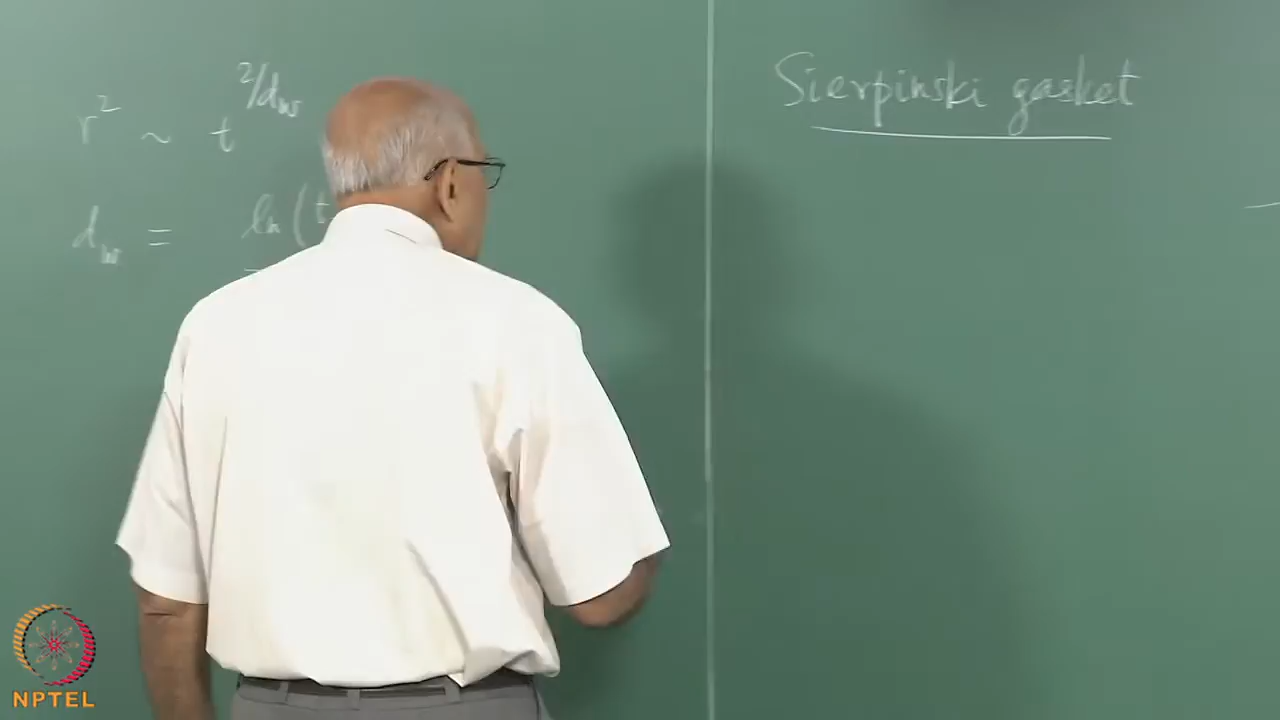 r² ~ t^{2/d_w}
d_w = ln (t
Sierpinski gasket
NPTEL